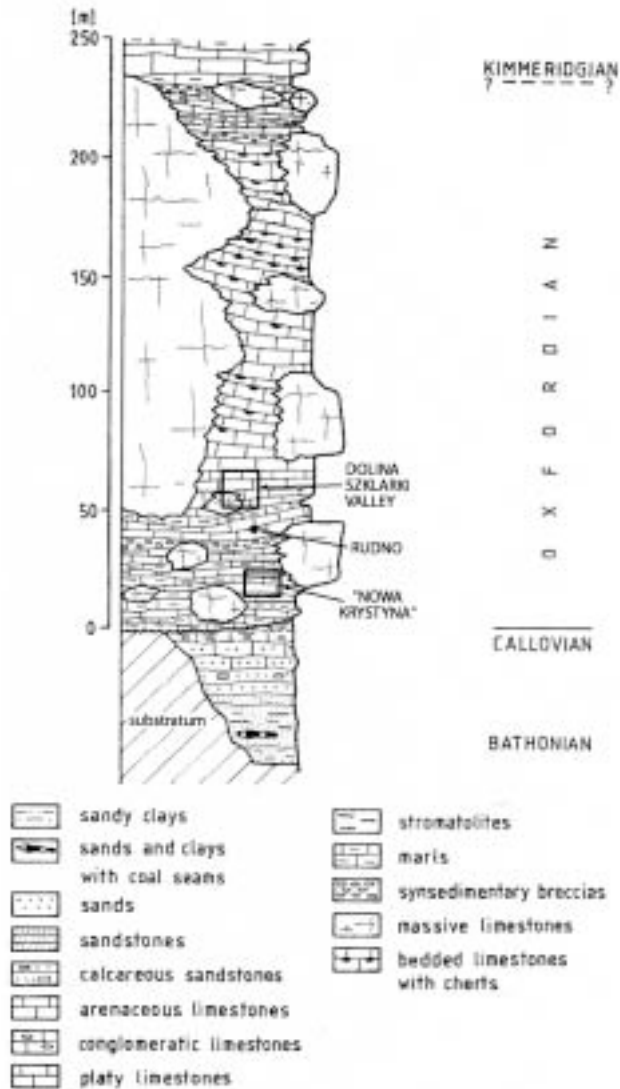 [m]
250
KIMMERIDGIAN
? ?
200
150
100
OXFORDIAN
DOLINA
SZKLARKI
VALLEY
50
RUDNO
"NOWA
KRYSTYNA"
0
CALLOVIAN
substratum
BATHONIAN
sandy clays
sands and clays
with coal seams
sands
sandstones
calcareous sandstones
arenaceous limestones
conglomeratic limestones
platy limestones
stromatolites
marls
synsedimentary breccias
massive limestones
bedded limestones
with cherts